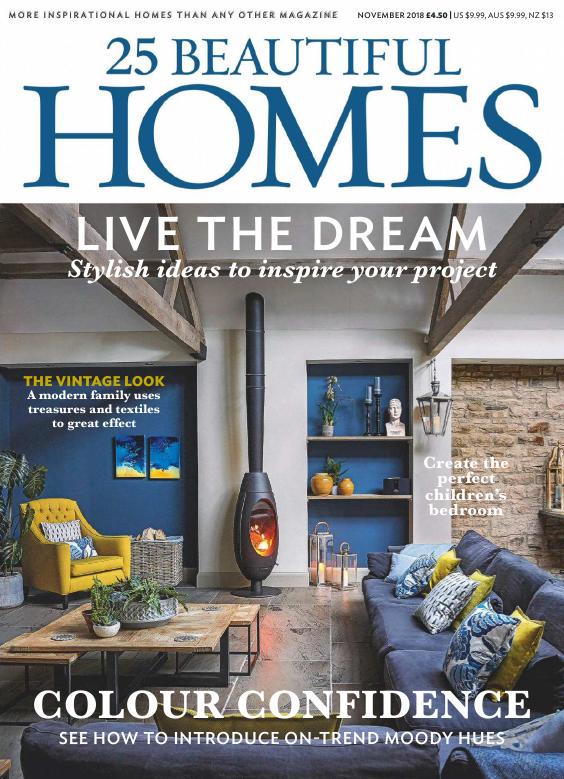 MORE INSPIRATIONAL HOMES THAN ANY OTHER MAGAZINE
NOVEMBER 2018 £4.50 | US $9.99, AUS $9.99, NZ $13
25 BEAUTIFUL
HOMES
LIVE THE DREAM
Stylish ideas to inspire your project
THE VINTAGE LOOK
A modern family uses
treasures and textiles
to great effect
Create the
perfect
children's
bedroom
COLOUR CONFIDENCE
SEE HOW TO INTRODUCE ON-TREND MOODY HUES